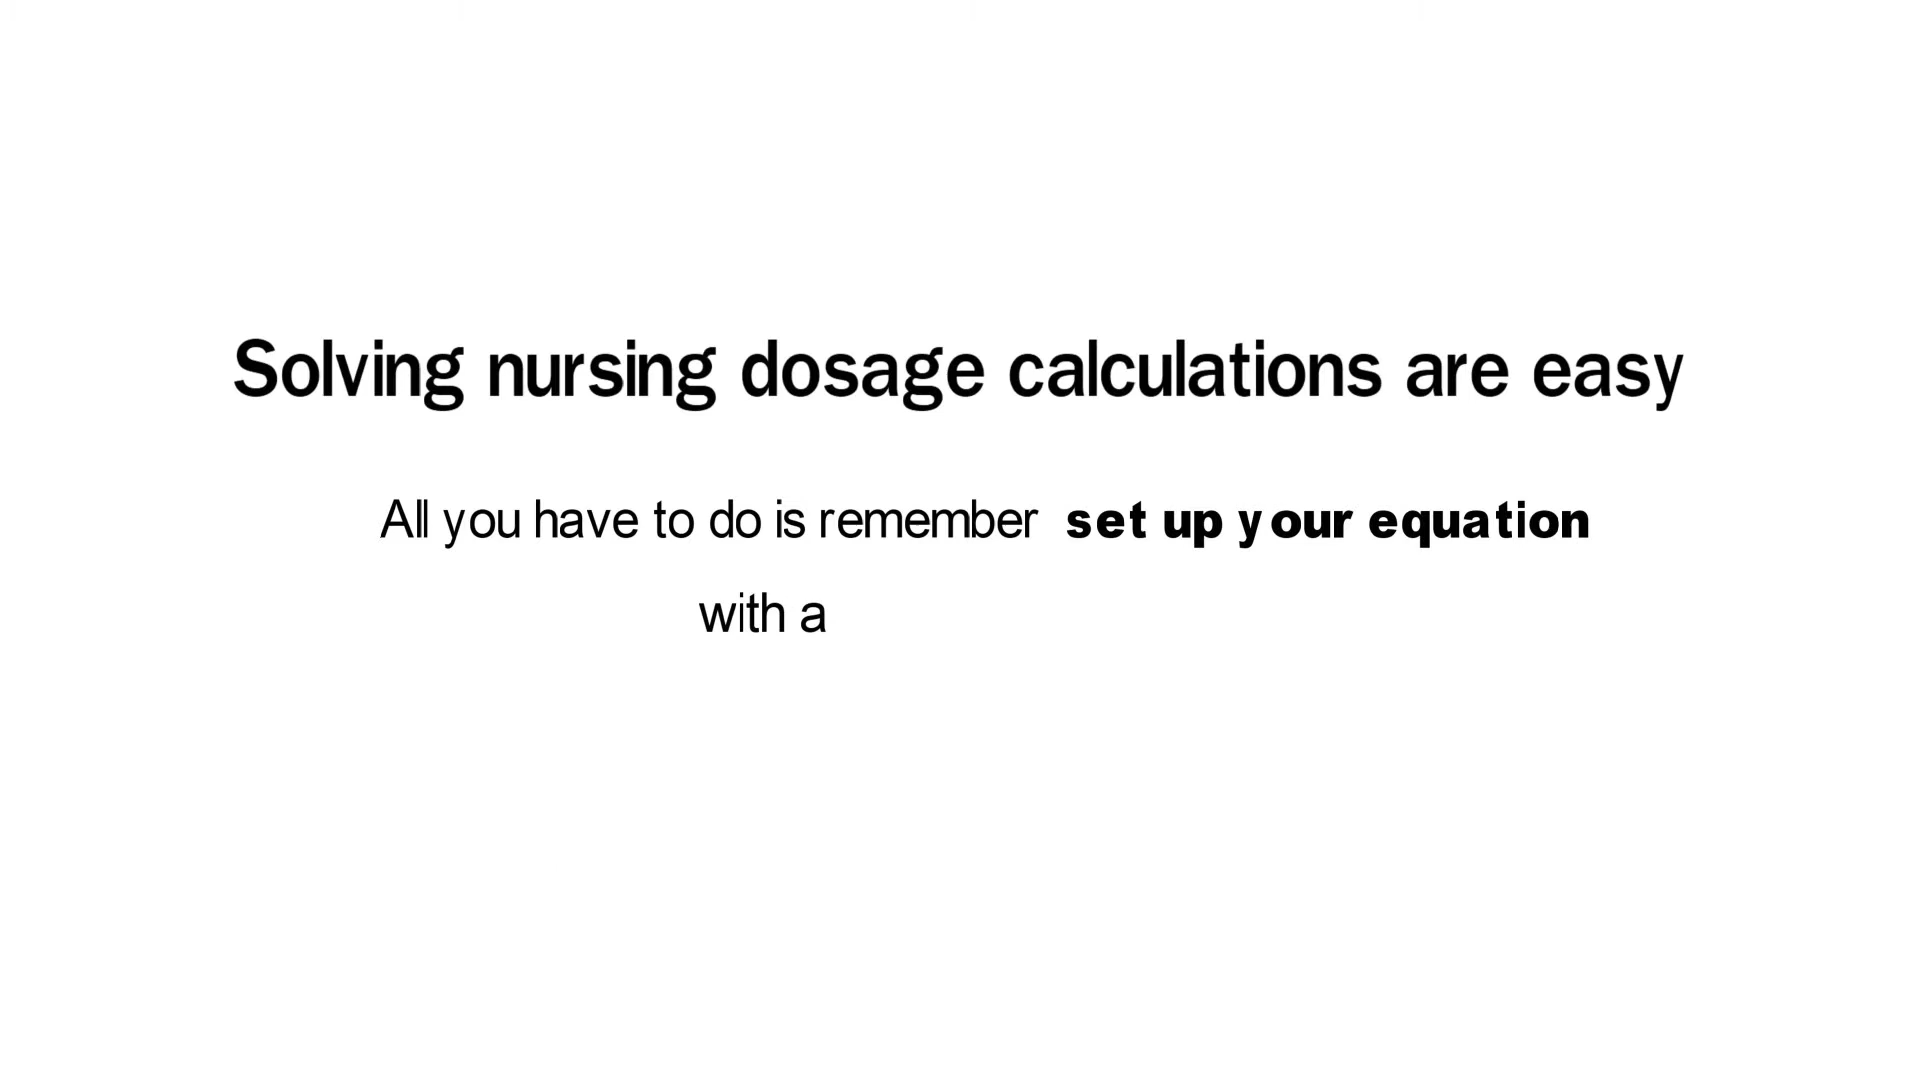 Solving nursing dosage calculations are easy
All you have to do is remember set up your equation
with a